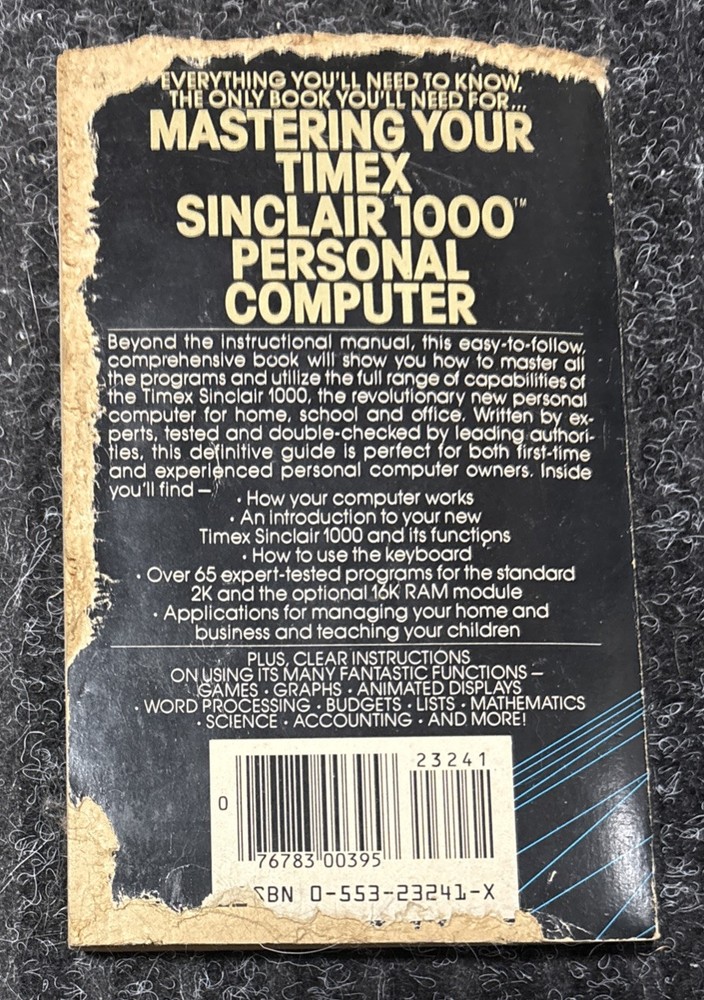 EVERYTHING YOU'LL NEED TO KNOW,
THE ONLY BOOK YOU'LL NEED FOR...
MASTERING YOUR
TIMEX
SINCLAIR 1000™
PERSONAL
COMPUTER
Beyond the instructional manual, this easy-to-follow,
comprehensive book will show you how to master all
the programs and utilize the full range of capabilities of
the Timex Sinclair 1000, the revolutionary new personal
computer for home, school and office. Written by ex-
perts, tested and double-checked by leading authori-
ties, this definitive guide is perfect for both first-time
and experienced personal computer owners. Inside
you'll find —
• How your computer works
• An introduction to your new
Timex Sinclair 1000 and its functions
• How to use the keyboard
• Over 65 expert-tested programs for the standard
2K and the optional 16K RAM module
• Applications for managing your home and
business and teaching your children
PLUS, CLEAR INSTRUCTIONS
ON USING ITS MANY FANTASTIC FUNCTIONS —
GAMES • GRAPHS • ANIMATED DISPLAYS
• WORD PROCESSING • BUDGETS • LISTS • MATHEMATICS
• SCIENCE • ACCOUNTING • AND MORE!
23241
0
76783 00395
ISBN 0-553-23241-X